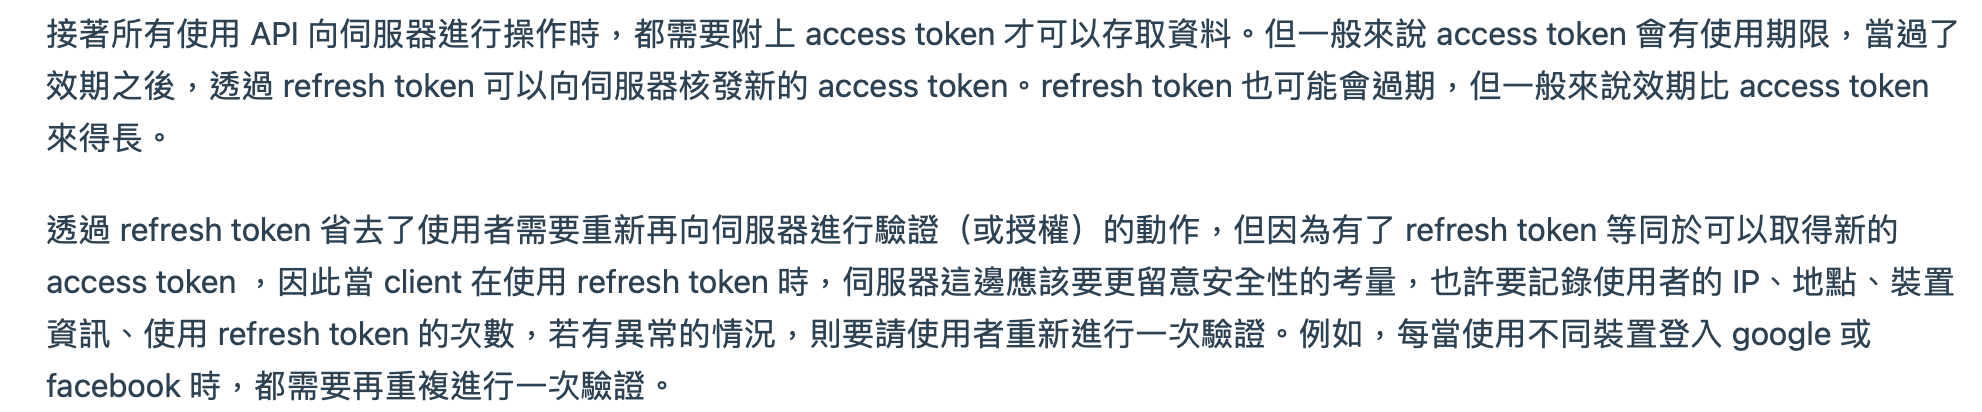 接著所有使用 API 向伺服器進行操作時，都需要附上 access token 才可以存取資料。但一般來說 access token 會有使用期限，當過了
效期之後，透過 refresh token 可以向伺服器核發新的 access token。refresh token 也可能會過期，但一般來說效期比 access token
來得長。
透過 refresh token 省去了使用者需要重新再向伺服器進行驗證（或授權）的動作，但因為有了 refresh token 等同於可以取得新的
access token ，因此當 client 在使用 refresh token 時，伺服器這邊應該要更留意安全性的考量，也許要記錄使用者的 IP、地點、裝置
資訊、使用 refresh token 的次數，若有異常的情況，則要請使用者重新進行一次驗證。例如，每當使用不同裝置登入 google 或
facebook 時，都需要再重複進行一次驗證。